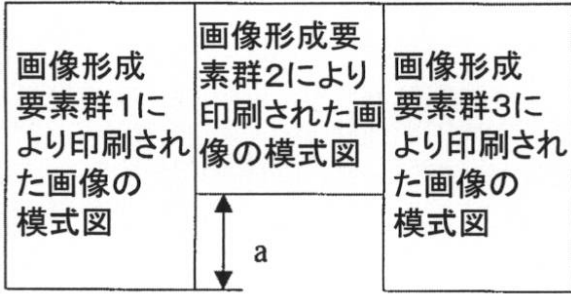 画像形成
要素群1に
より印刷され
た画像の
模式図
画像形成要
素群2により
印刷された画
像の模式図
画像形成
要素群3に
より印刷され
た画像の
模式図
a